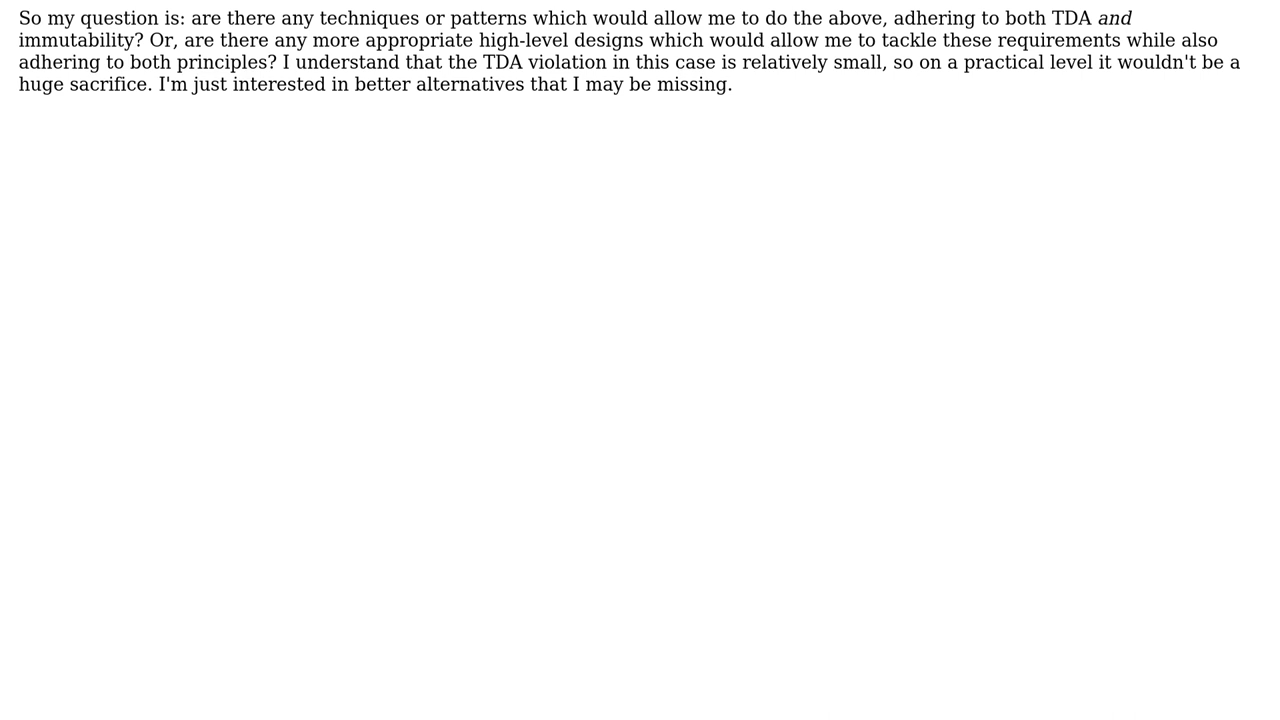 So my question is: are there any techniques or patterns which would allow me to do the above, adhering to both TDA and
immutability? Or, are there any more appropriate high-level designs which would allow me to tackle these requirements while also
adhering to both principles? I understand that the TDA violation in this case is relatively small, so on a practical level it wouldn't be a
huge sacrifice. I'm just interested in better alternatives that I may be missing.